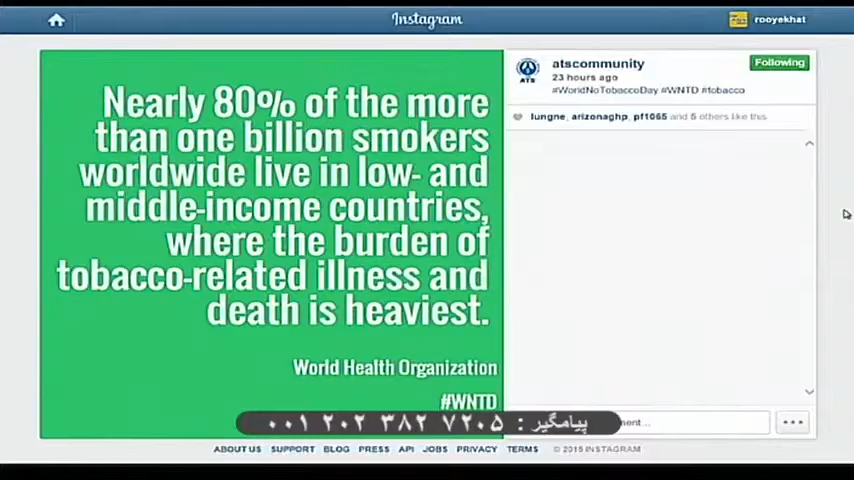 Instagram
rooyekhat
Nearly 80% of the more
than one billion smokers
worldwide live in low- and
middle-income countries,
where the burden of
tobacco-related illness and
death is heaviest.
World Health Organization
#WNTD
atscommunity
Following
ATS
23 hours ago
#WorldNoTobaccoDay #WNTD #tobacco
lungne, arizonaghp, pf1065 and 5 others like this
پیامگیر : ۰۰۱ ۲۰۲ ۳۸۲ ۷۲۰۵
ment...
ABOUT US SUPPORT BLOG PRESS API JOBS PRIVACY TERMS © 2015 INSTAGRAM